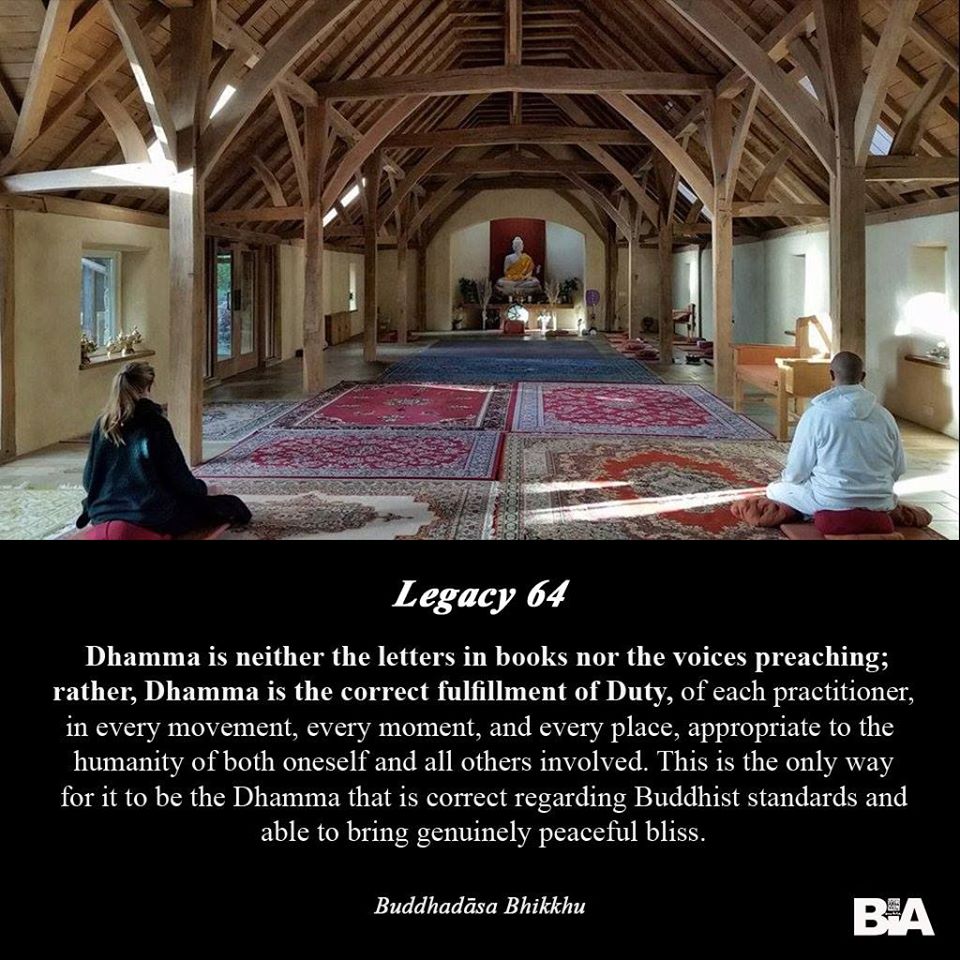 Legacy 64
Dhamma is neither the letters in books nor the voices preaching;
rather, Dhamma is the correct fulfillment of Duty, of each practitioner,
in every movement, every moment, and every place, appropriate to the
humanity of both oneself and all others involved. This is the only way
for it to be the Dhamma that is correct regarding Buddhist standards and
able to bring genuinely peaceful bliss.
Buddhadāsa Bhikkhu
BIA